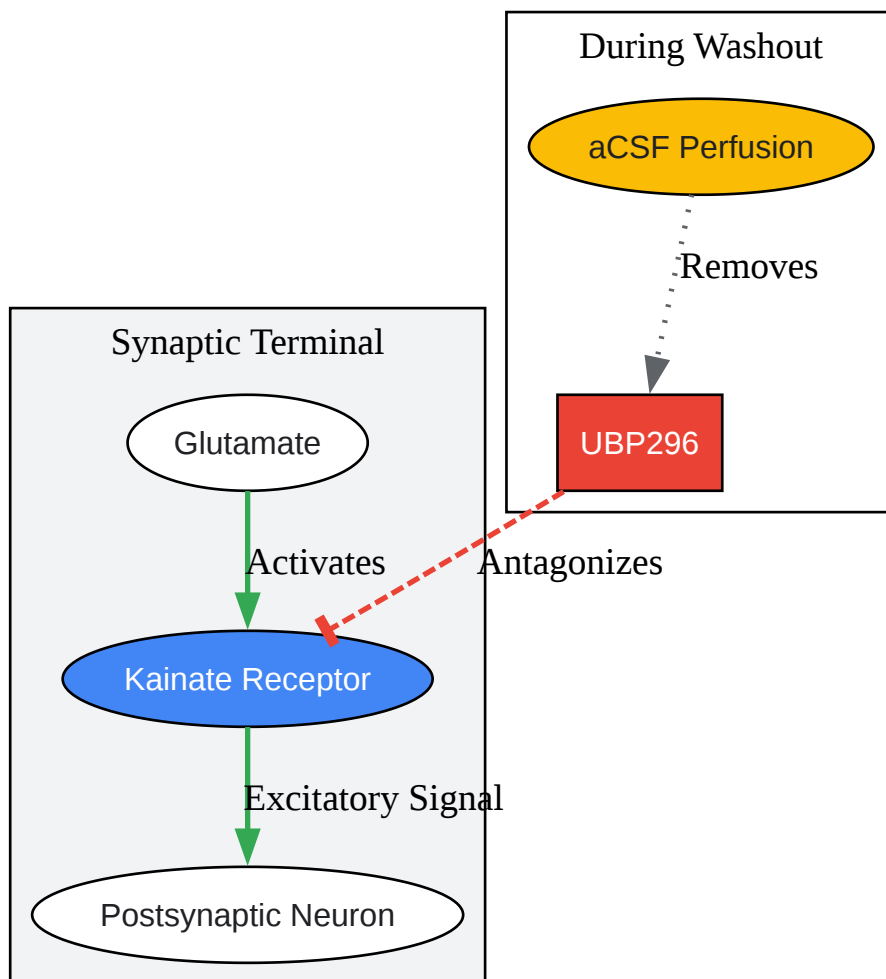 During Washout
aCSF Perfusion
Removes
UBP296
Antagonizes
Synaptic Terminal
Glutamate
Activates
Kainate Receptor
Excitatory Signal
Postsynaptic Neuron